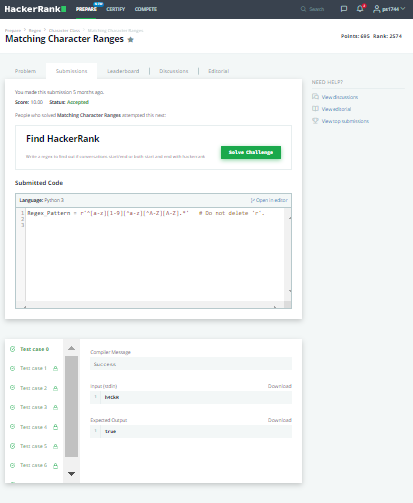 HackerRank
PREPARE
NEW
CERTIFY
COMPETE
Search
Prepare > Regex > Character Class > Matching Character Ranges
Matching Character Ranges
Points: 695 Rank: 2574
Problem
Submissions
Leaderboard
Discussions
Editorial
You made this submission 5 months ago.
Score: 10.00 Status: Accepted
People who solved Matching Character Ranges attempted this next:
Find HackerRank
Write a regex to find out if conversations start/end or both start and end with hackerrank
Solve Challenge
NEED HELP?
View discussions
View editorial
View top submissions
Submitted Code
Language: Python 3
Open in editor
1 Regex_Pattern = r'^[a-z][1-9][^a-z][^A-Z][A-Z].*' # Do not delete 'r'.
2
3
Test case 0
Test case 1
Test case 2
Test case 3
Test case 4
Test case 5
Test case 6
Compiler Message
Success
Input (stdin)
Download
1
Expected Output
Download
1 true